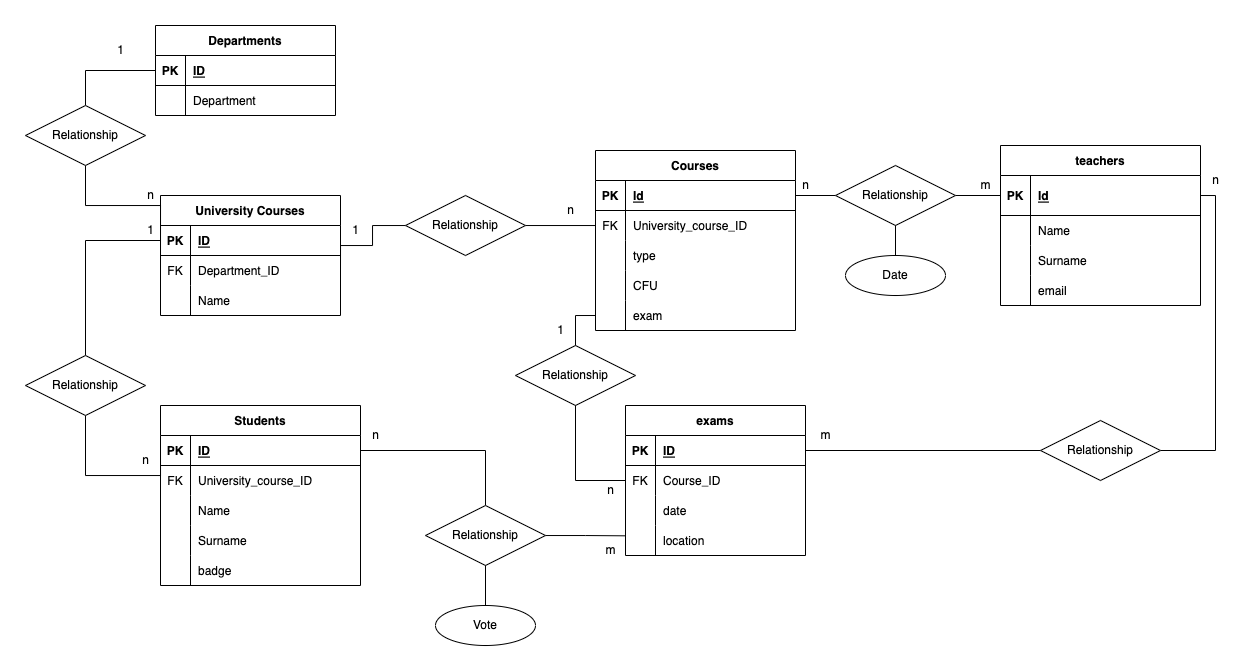 Departments
1
PK ID
Department
Relationship
n
University Courses
1
PK ID
1
FK Department_ID
Name
Relationship
n
Courses
PK Id
FK University_course_ID
type
CFU
exam
n
Relationship
m
Date
teachers
n
PK Id
Name
Surname
email
1
Relationship
n
Relationship
n
Students
PK ID
FK University_course_ID
Name
Surname
badge
n
Relationship
m
Vote
exams
PK ID
FK Course_ID
date
location
m
Relationship